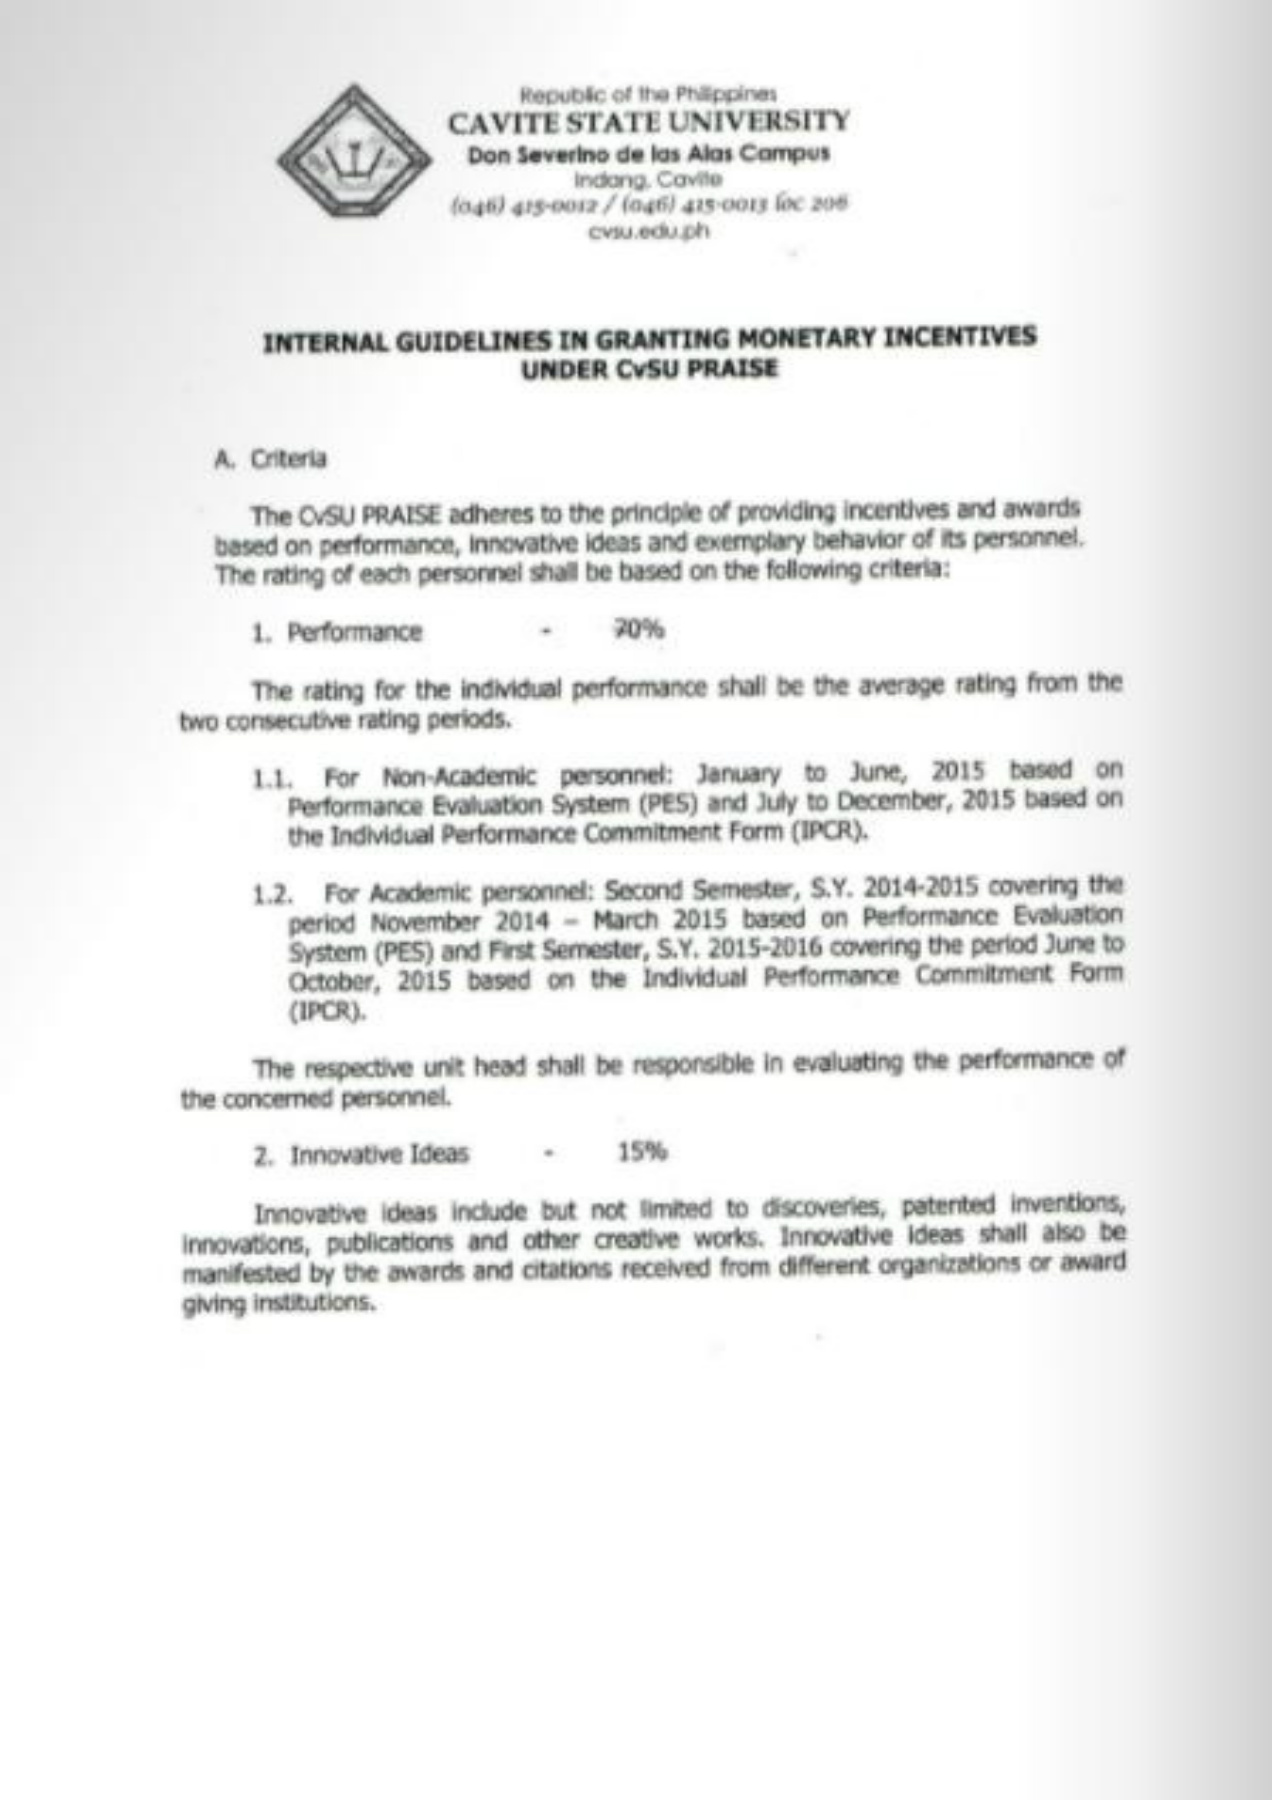 Republic of the Philippines
CAVITE STATE UNIVERSITY
Don Severino de las Alas Campus
Indang, Cavite
(046) 415-0012 / (046) 415-0013 loc 206
cvsu.edu.ph
INTERNAL GUIDELINES IN GRANTING MONETARY INCENTIVES
UNDER CvSU PRAISE
A. Criteria
The CvSU PRAISE adheres to the principle of providing incentives and awards
based on performance, innovative ideas and exemplary behavior of its personnel.
The rating of each personnel shall be based on the following criteria:
1. Performance - 70%
The rating for the individual performance shall be the average rating from the
two consecutive rating periods.
1.1. For Non-Academic personnel: January to June, 2015 based on
Performance Evaluation System (PES) and July to December, 2015 based on
the Individual Performance Commitment Form (IPCR).
1.2. For Academic personnel: Second Semester, S.Y. 2014-2015 covering the
period November 2014 – March 2015 based on Performance Evaluation
System (PES) and First Semester, S.Y. 2015-2016 covering the period June to
October, 2015 based on the Individual Performance Commitment Form
(IPCR).
The respective unit head shall be responsible in evaluating the performance of
the concerned personnel.
2. Innovative Ideas - 15%
Innovative ideas include but not limited to discoveries, patented inventions,
innovations, publications and other creative works. Innovative ideas shall also be
manifested by the awards and citations received from different organizations or award
giving institutions.